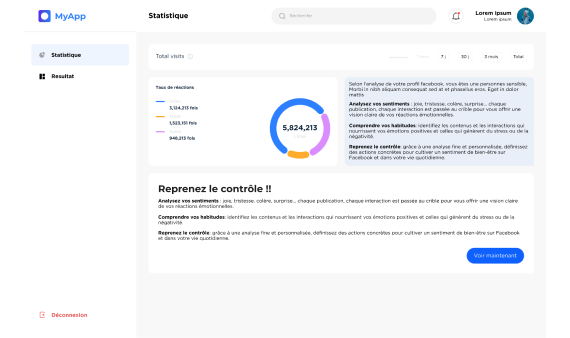 MyApp
Statistique
Recherche
Lorem Ipsum
Lorem ipsum
Statistique
Resultat
Déconnexion
Total visits
7 j
30 j
3 mois
Total
Taux de réactions
3,124,213 fois
1,523,151 fois
948,213 fois
5,824,213
Selon l'analyse de votre profil facebook, vous êtes une personnes sensible,
Morbi in nibh aliquam consequat sed at et phasellus eros. Eget in dolor
mattis
Analysez vos sentiments : joie, tristesse, colère, surprise... chaque
publication, chaque interaction est passée au crible pour vous offrir une
vision claire de vos réactions émotionnelles.
Comprendre vos habitudes: identifiez les contenus et les interactions qui
nourrissent vos émotions positives et celles qui génèrent du stress ou de la
négativité.
Reprenez le contrôle: grâce à une analyse fine et personnalisée, définissez
des actions concrètes pour cultiver un sentiment de bien-être sur
Facebook et dans votre vie quotidienne.
Reprenez le contrôle !!
Analysez vos sentiments : joie, tristesse, colère, surprise... chaque publication, chaque interaction est passée au crible pour vous offrir une vision claire
de vos réactions émotionnelles.
Comprendre vos habitudes: identifiez les contenus et les interactions qui nourrissent vos émotions positives et celles qui génèrent du stress ou de la
négativité.
Reprenez le contrôle: grâce à une analyse fine et personnalisée, définissez des actions concrètes pour cultiver un sentiment de bien-être sur Facebook
et dans votre vie quotidienne.
Voir maintenant